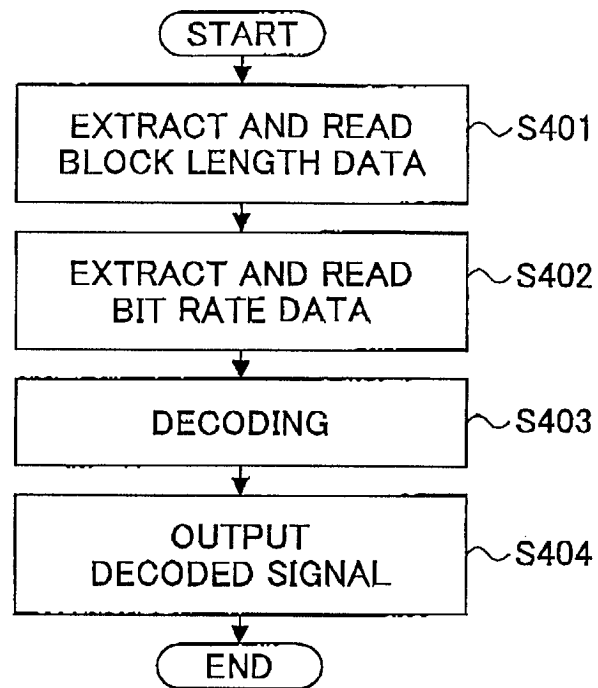 START
EXTRACT AND READ
BLOCK LENGTH DATA
S401
EXTRACT AND READ
BIT RATE DATA
S402
DECODING
S403
OUTPUT
DECODED SIGNAL
S404
END